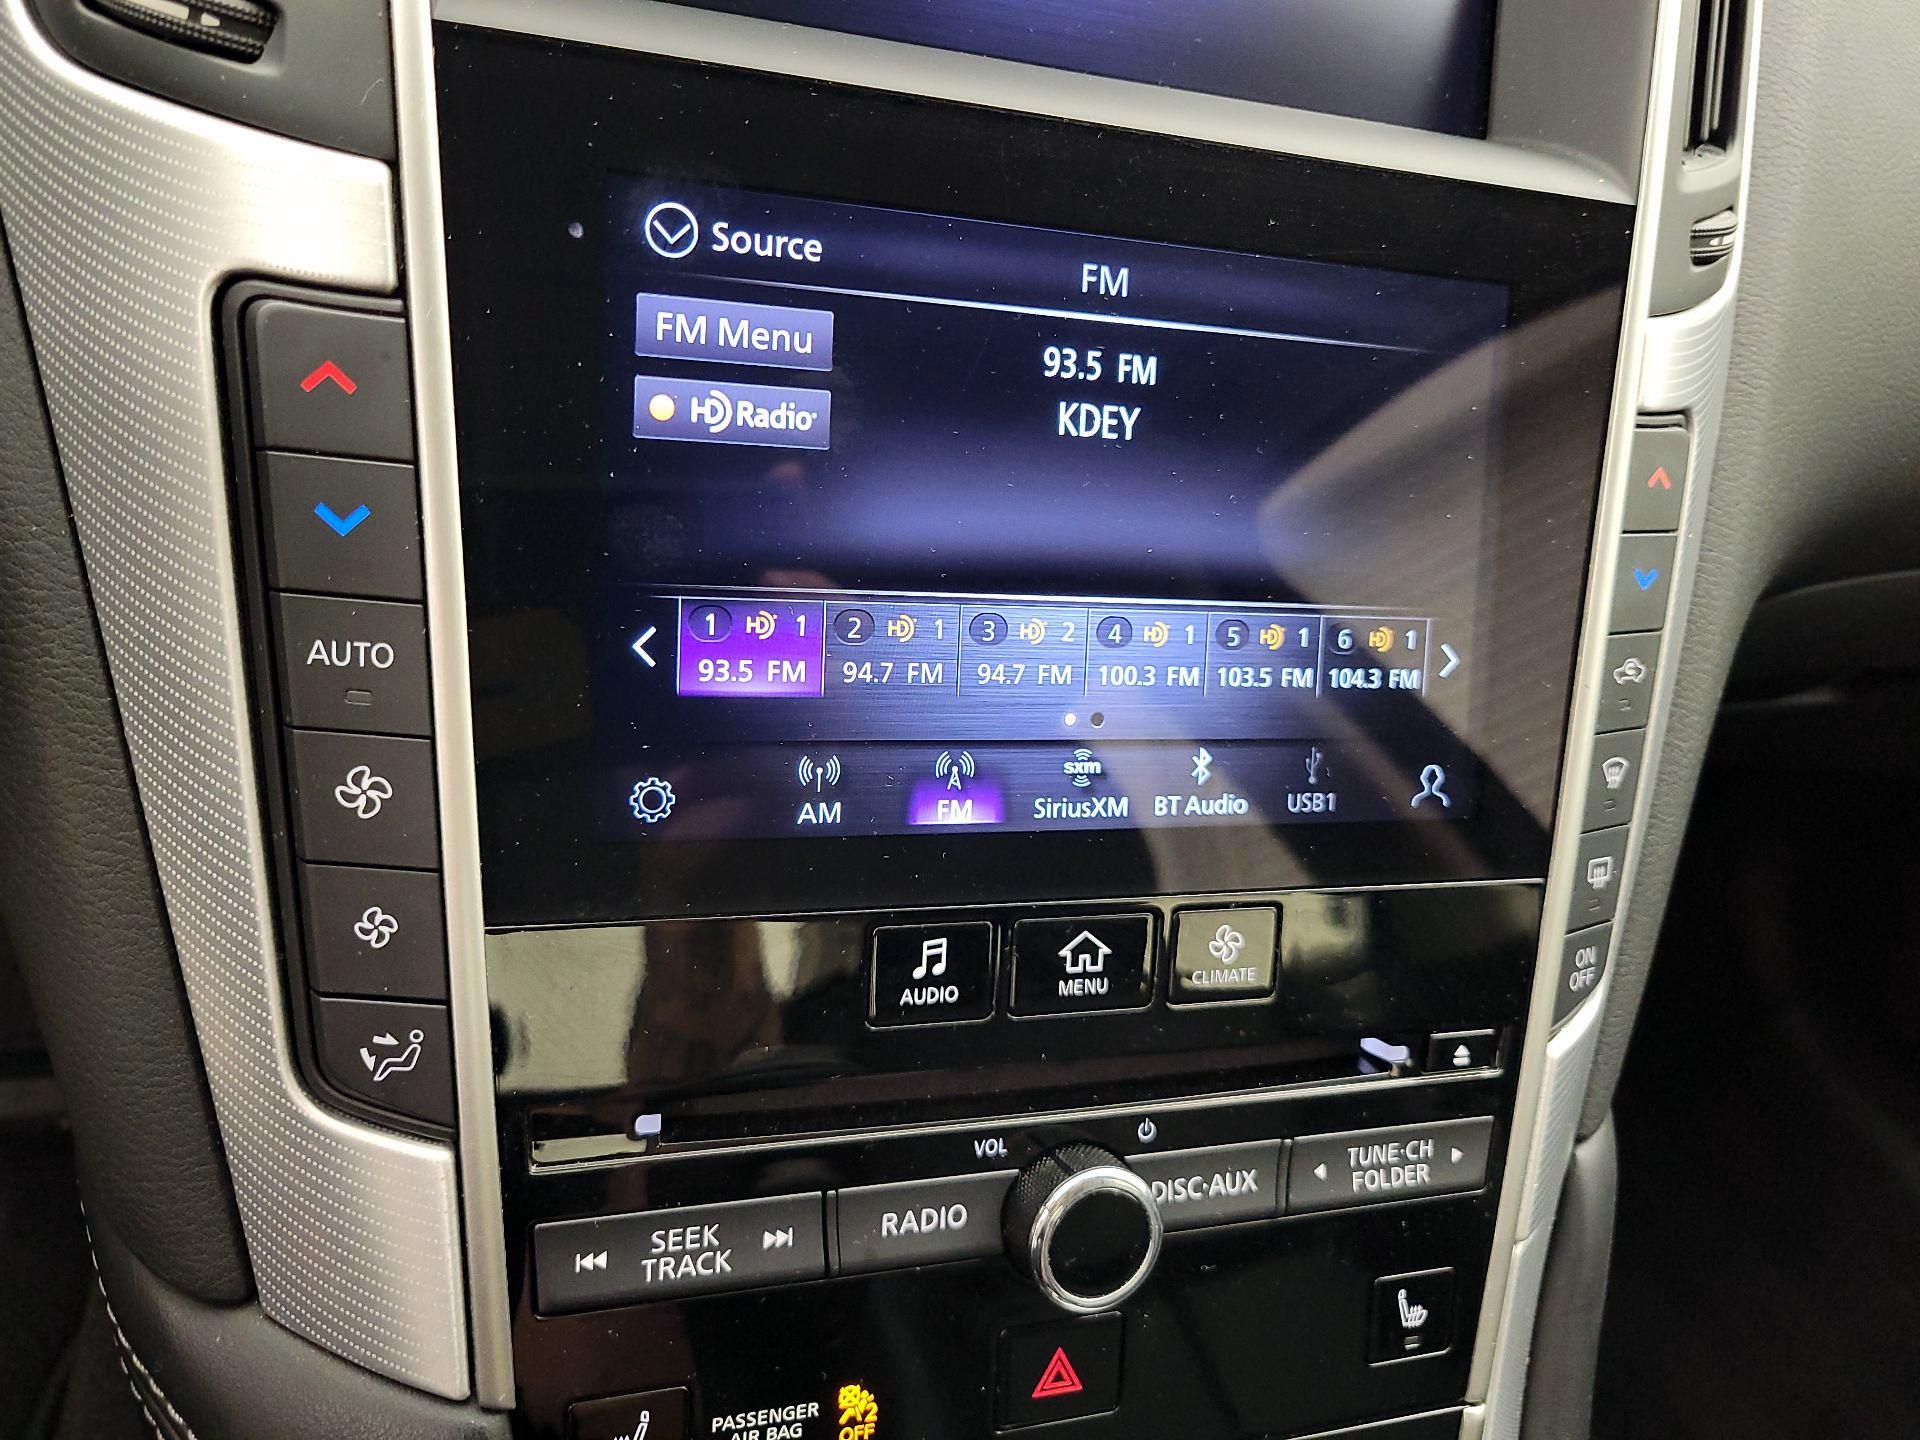 Source
FM
FM Menu
93.5 FM
HD Radio
KDEY
1 HD 1
2 HD 1
3 HD 2
4 HD 1
5 HD 1
6 HD 1
93.5 FM
94.7 FM
94.7 FM
100.3 FM
103.5 FM
104.3 FM
AM
FM
sxm
SiriusXM
BT Audio
USB1
AUTO
ON
OFF
AUDIO
MENU
CLIMATE
VOL
SEEK
TRACK
RADIO
DISC·AUX
TUNE·CH
FOLDER
PASSENGER
AIR BAG
2
OFF